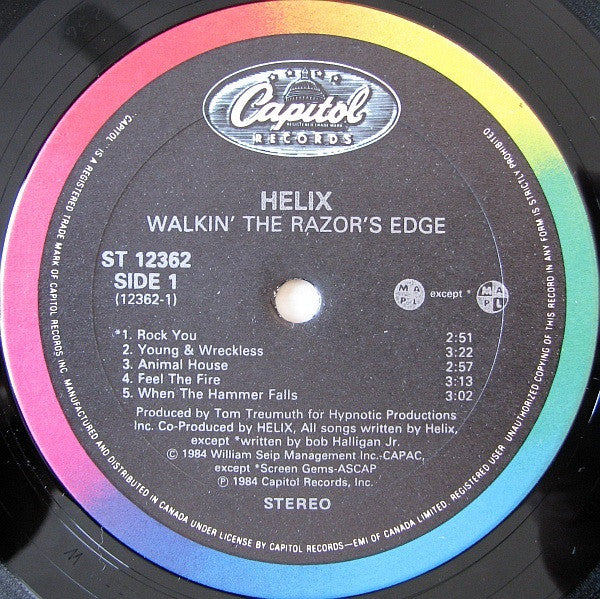 Capitol
REGISTERED TRADE MARK
RECORDS
HELIX
WALKIN' THE RAZOR'S EDGE
ST 12362
SIDE 1
(12362-1)
M A P L except * M A P L
*1. Rock You 2:51
2. Young & Wreckless 3:22
3. Animal House 2:57
4. Feel The Fire 3:13
5. When The Hammer Falls 3:02
Produced by Tom Treumuth for Hypnotic Productions
Inc. Co-Produced by HELIX, All songs written by Helix,
except *written by bob Halligan Jr.
© 1984 William Seip Management Inc.-CAPAC,
except *Screen Gems-ASCAP
℗ 1984 Capitol Records, Inc.
STEREO
CAPITOL IS A REGISTERED TRADE MARK OF CAPITOL RECORDS INC. MANUFACTURED AND DISTRIBUTED IN CANADA UNDER LICENSE BY CAPITOL RECORDS—EMI OF CANADA LIMITED. REGISTERED USER. UNAUTHORIZED COPYING OF THIS RECORD IN ANY FORM IS STRICTLY PROHIBITED